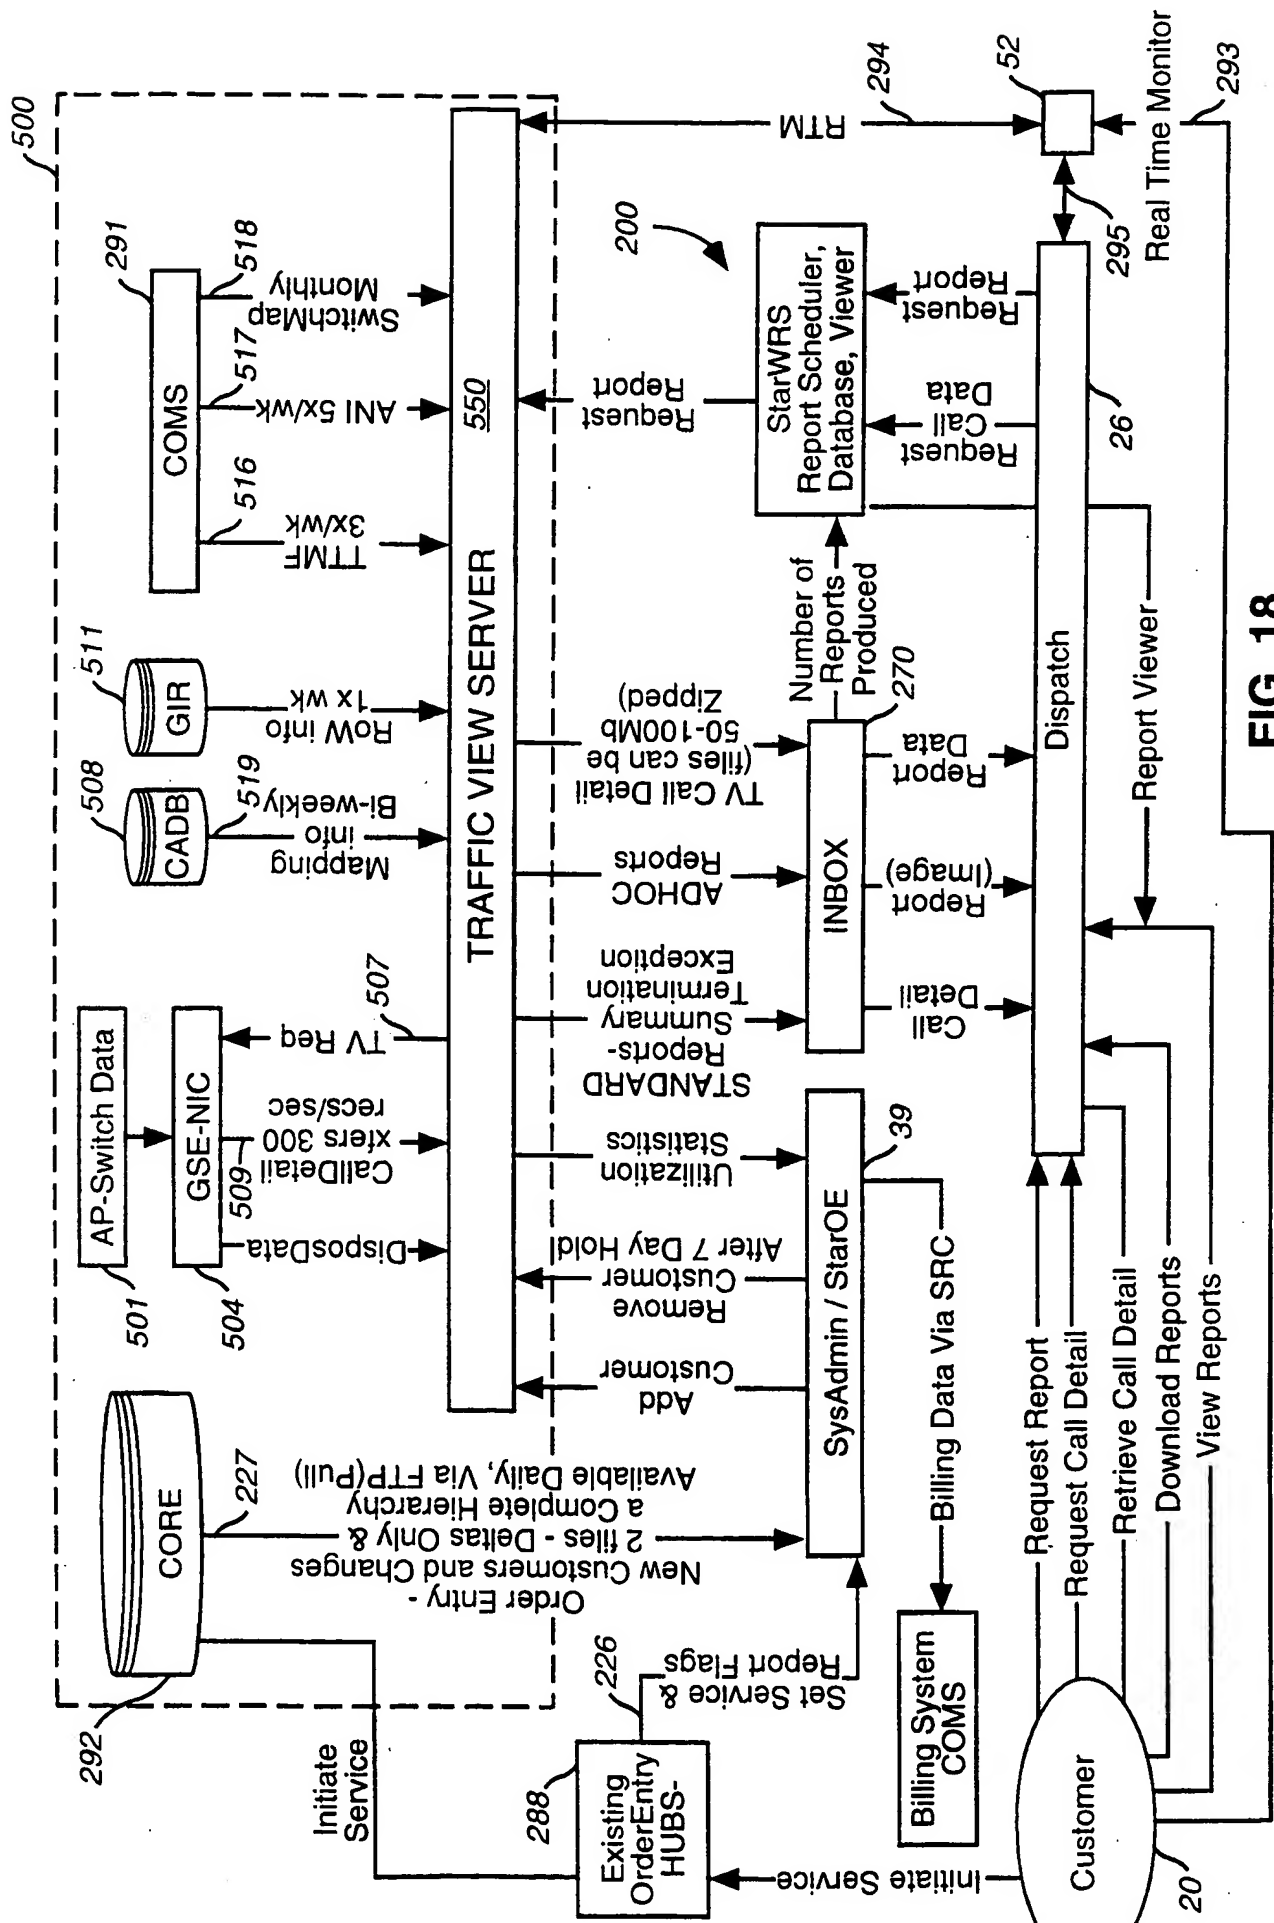 500
292
CORE
227
Order Entry -
New Customers and Changes
2 files - Deltas Only &
a Complete Hierarchy
Available Daily, Via FTP(Pull)
Initiate
Service
501
AP-Switch Data
504
GSE-NIC
DisposData
509
CallDetail
xfers 300
recs/sec
TV Req
507
508
CADB
519
Mapping
info
Bi-weekly
511
GIR
RoW info
1x wk
291
COMS
516
TTMF
3x/wk
517
ANI 5x/wk
518
SwitchMap
Monthly
TRAFFIC VIEW SERVER
550
288
Existing
OrderEntry
HUBS-
226
Set Service &
Report Flags
Add
Customer
Remove
Customer
After 7 Day Hold
Utilization
Statistics
STANDARD
Reports-
Summary
Termination
Exception
ADHOC
Reports
TV Call Detail
(files can be
50-100Mb
Zipped)
Request
Report
RTM
294
SysAdmin / StarOE
39
INBOX
270
Number of
Reports
Produced
200
StarWRS
Report Scheduler,
Database, Viewer
Billing Data Via SRC
Billing System
COMS
Call
Detail
Report
(Image)
Report
Data
Request
Call
Data
Request
Report
52
295
Initiate Service
Customer
20
Dispatch
26
Request Report
Request Call Detail
Retrieve Call Detail
Download Reports
View Reports
Report Viewer
Real Time Monitor
293
FIG. 18